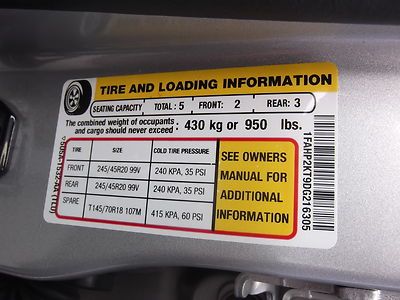 TIRE AND LOADING INFORMATION
SEATING CAPACITY TOTAL: 5 FRONT: 2 REAR: 3
The combined weight of occupants
and cargo should never exceed: 430 kg or 950 lbs.
TIRE SIZE COLD TIRE PRESSURE
FRONT 245/45R20 99V 240 KPA, 35 PSI
REAR 245/45R20 99V 240 KPA, 35 PSI
SPARE T145/70R18 107M 415 KPA, 60 PSI
SEE OWNERS
MANUAL FOR
ADDITIONAL
INFORMATION
1FAHP2KT9DG216305